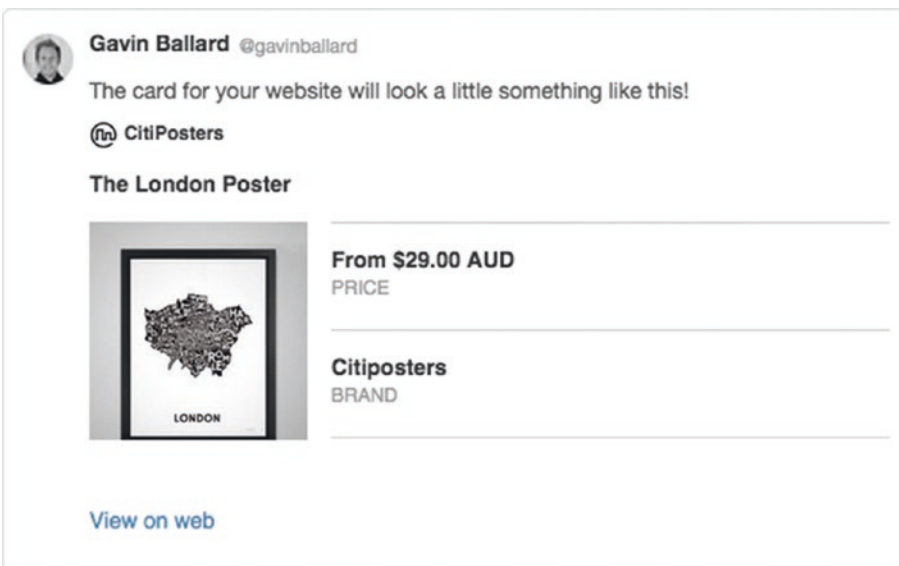 Gavin Ballard @gavinballard
The card for your website will look a little something like this!
CitiPosters
The London Poster
From $29.00 AUD
PRICE
Citiposters
BRAND
LONDON
View on web